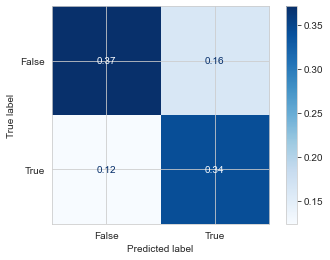 False
True
True label
0.37
0.16
0.12
0.34
False
True
Predicted label
0.35
0.30
0.25
0.20
0.15